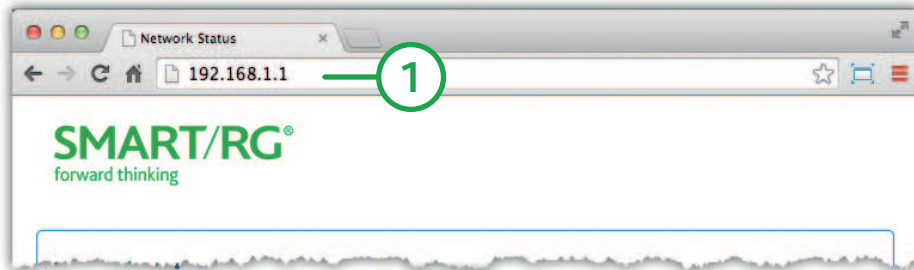 Network Status
192.168.1.1
1
SMART/RG®
forward thinking